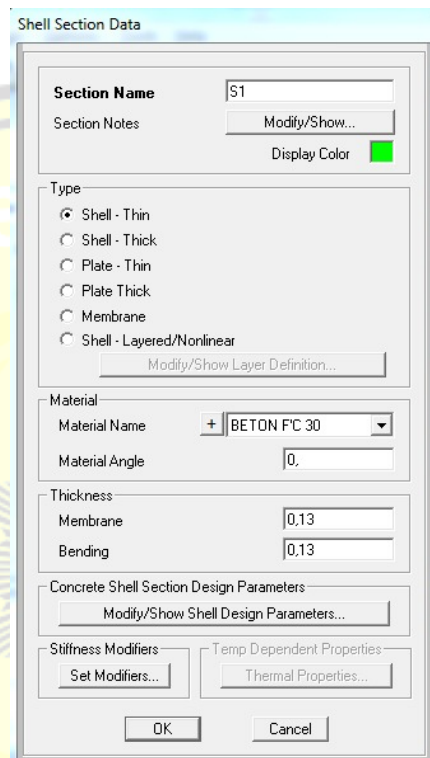 Shell Section Data
Section Name S1
Section Notes Modify/Show...
Display Color
Type
Shell - Thin
Shell - Thick
Plate - Thin
Plate Thick
Membrane
Shell - Layered/Nonlinear
Modify/Show Layer Definition...
Material
Material Name + BETON F'C 30
Material Angle 0,
Thickness
Membrane 0,13
Bending 0,13
Concrete Shell Section Design Parameters
Modify/Show Shell Design Parameters...
Stiffness Modifiers Temp Dependent Properties
Set Modifiers... Thermal Properties...
OK Cancel